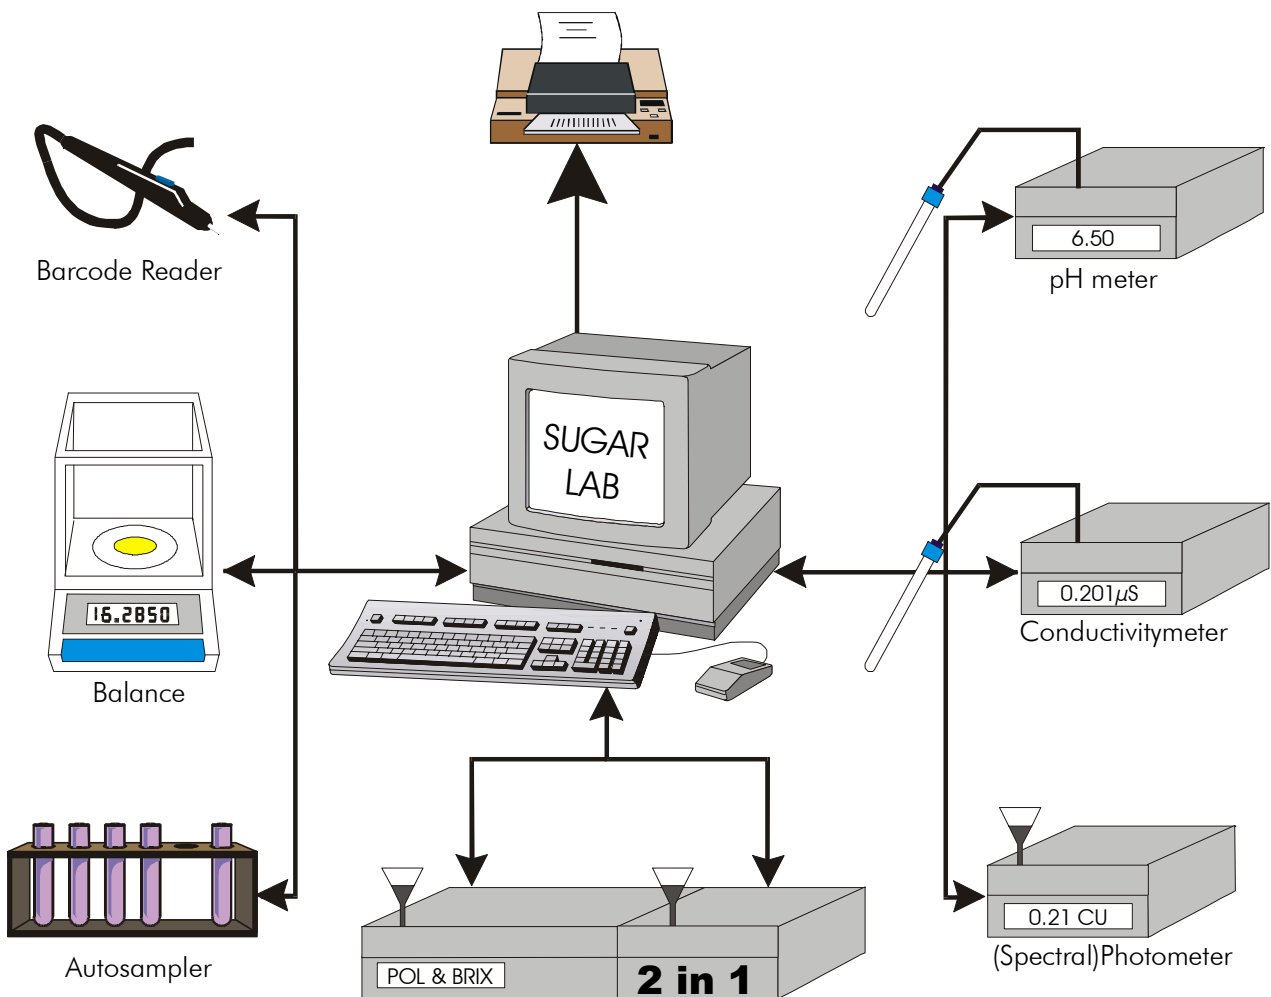 Barcode Reader
6.50
pH meter
SUGAR
LAB
16.2850
Balance
0.201µS
Conductivitymeter
Autosampler
POL & BRIX
2 in 1
0.21 CU
(Spectral)Photometer